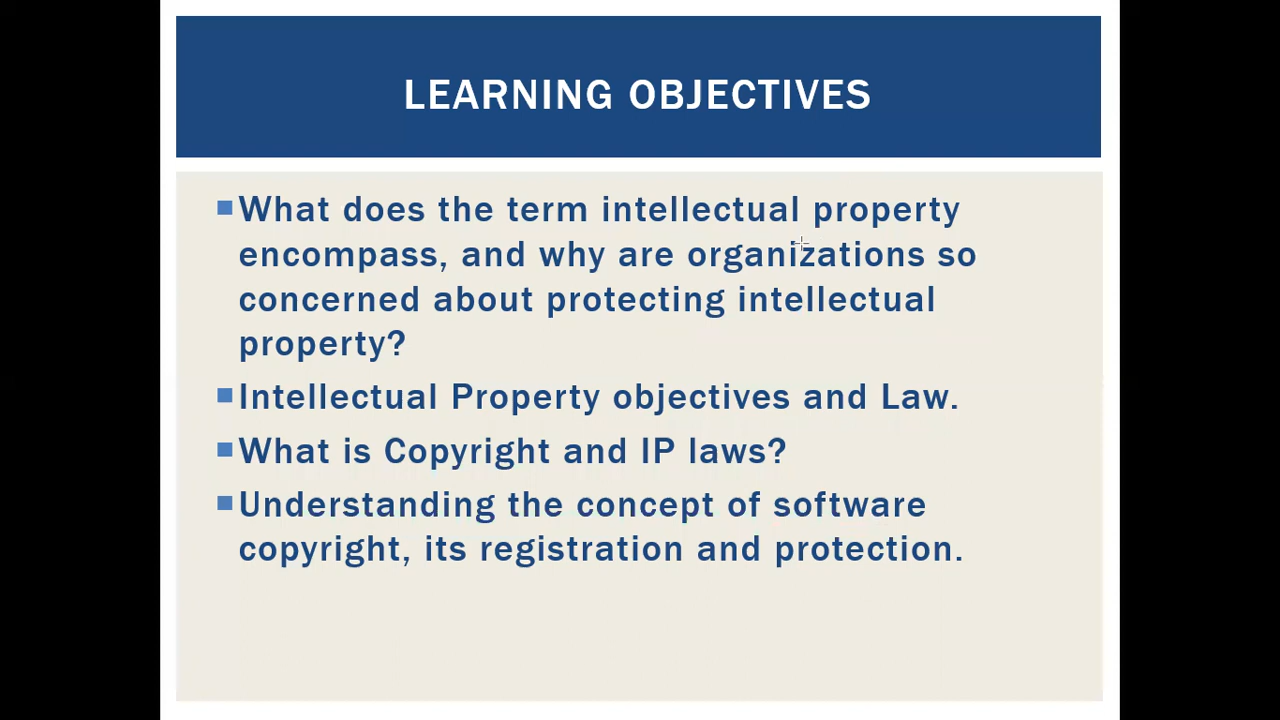 LEARNING OBJECTIVES
What does the term intellectual property
encompass, and why are organizations so
concerned about protecting intellectual
property?
Intellectual Property objectives and Law.
What is Copyright and IP laws?
Understanding the concept of software
copyright, its registration and protection.